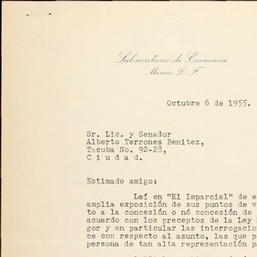 Subsecretario de Economía
México, D. F.
Octubre 6 de 1955.
Sr. Lic. y Senador
Alberto Terrones Benitez,
Tacuba No. 92-28,
C i u d a d.
Estimado amigo:
Leí en "El Imparcial" de e
amplia exposición de sus puntos de v
to a la concesión o nó concesión de
acuerdo con los preceptos de la Ley
gor y en particular las interrogacio
ce con respecto al asunto, las que p
persona de tan alta representación p